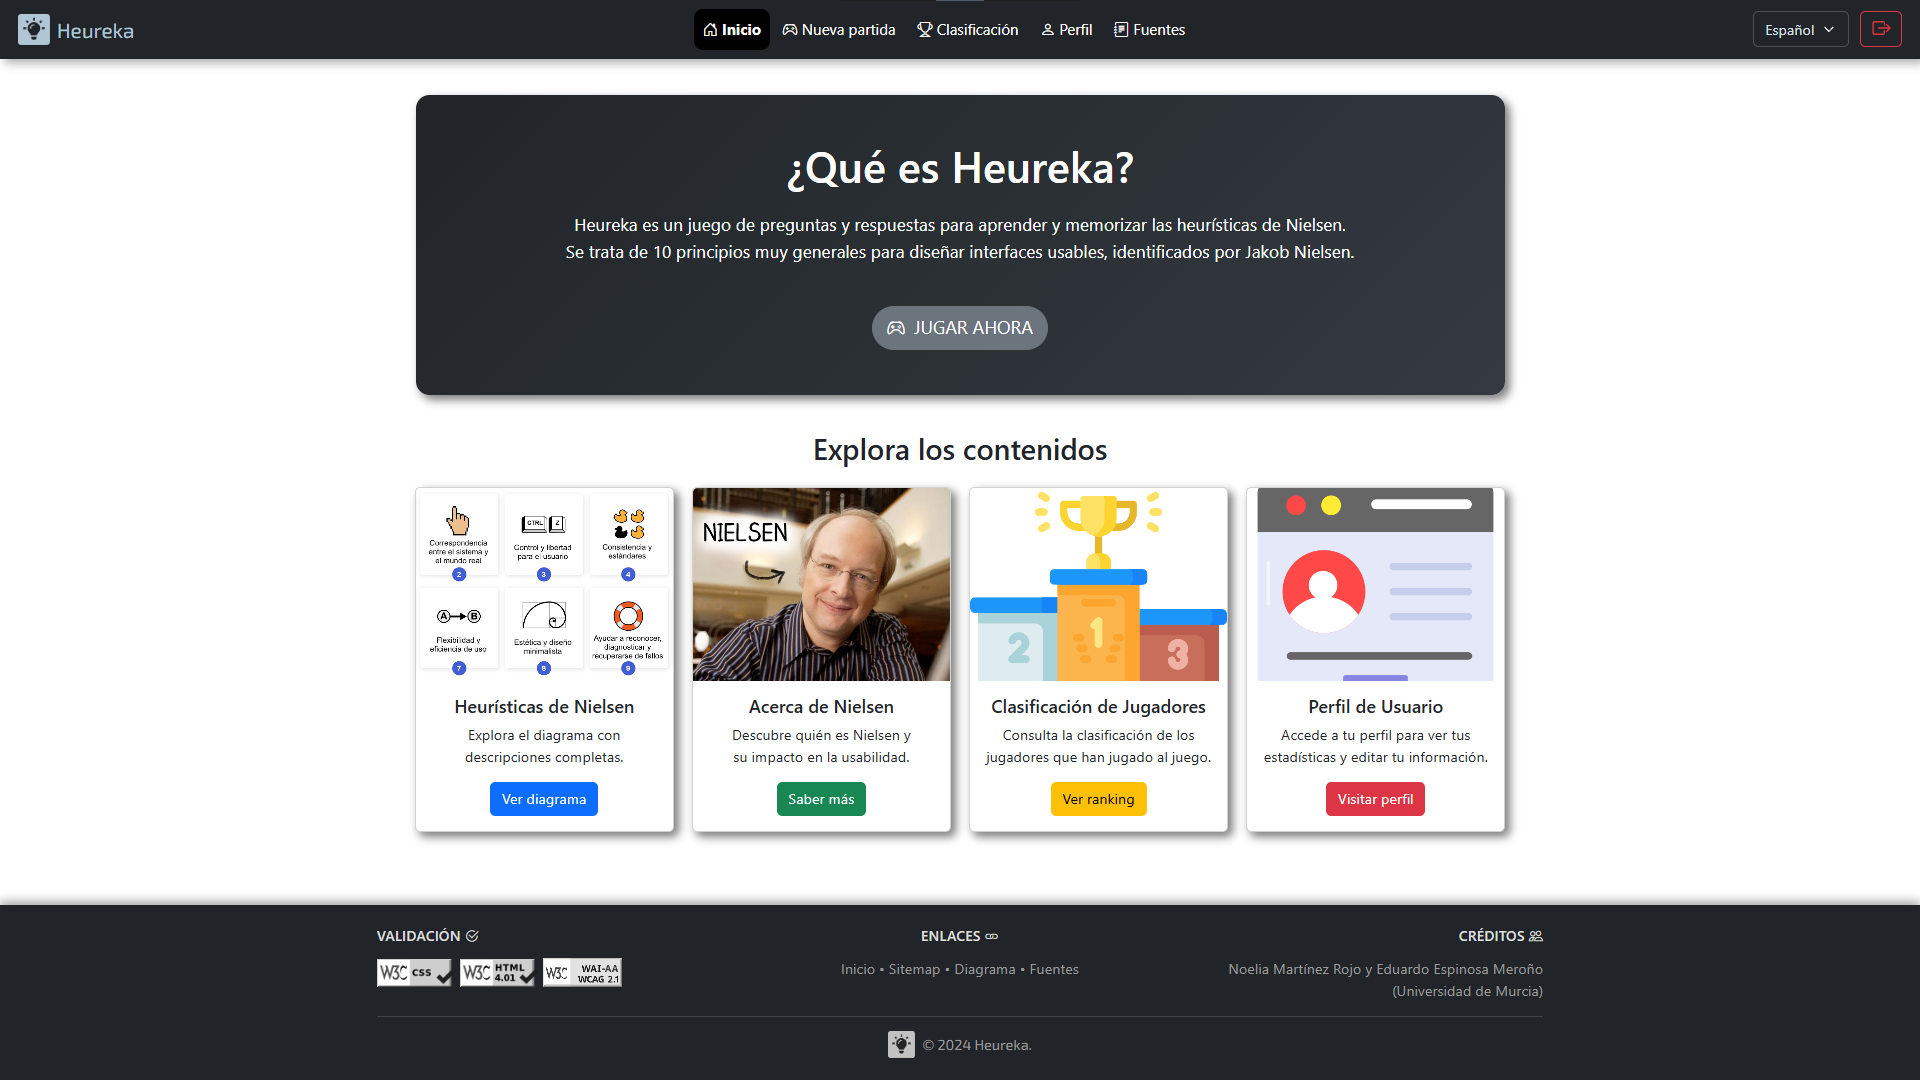 Heureka
Inicio
Nueva partida
Clasificación
Perfil
Fuentes
Español
¿Qué es Heureka?
Heureka es un juego de preguntas y respuestas para aprender y memorizar las heurísticas de Nielsen.
Se trata de 10 principios muy generales para diseñar interfaces usables, identificados por Jakob Nielsen.
JUGAR AHORA
Explora los contenidos
Correspondencia
entre el sistema y
el mundo real
2
CTRL Z
Control y libertad
para el usuario
3
Consistencia y
estándares
4
A B
Flexibilidad y
eficiencia de uso
7
Estética y diseño
minimalista
8
Ayudar a reconocer,
diagnosticar y
recuperarse de fallos
9
Heurísticas de Nielsen
Explora el diagrama con
descripciones completas.
Ver diagrama
NIELSEN
Acerca de Nielsen
Descubre quién es Nielsen y
su impacto en la usabilidad.
Saber más
2 1 3
Clasificación de Jugadores
Consulta la clasificación de los
jugadores que han jugado al juego.
Ver ranking
Perfil de Usuario
Accede a tu perfil para ver tus
estadísticas y editar tu información.
Visitar perfil
VALIDACIÓN
W3C CSS
W3C HTML 4.01
W3C WAI-AA WCAG 2.1
ENLACES
Inicio • Sitemap • Diagrama • Fuentes
CRÉDITOS
Noelia Martínez Rojo y Eduardo Espinosa Meroño
(Universidad de Murcia)
© 2024 Heureka.